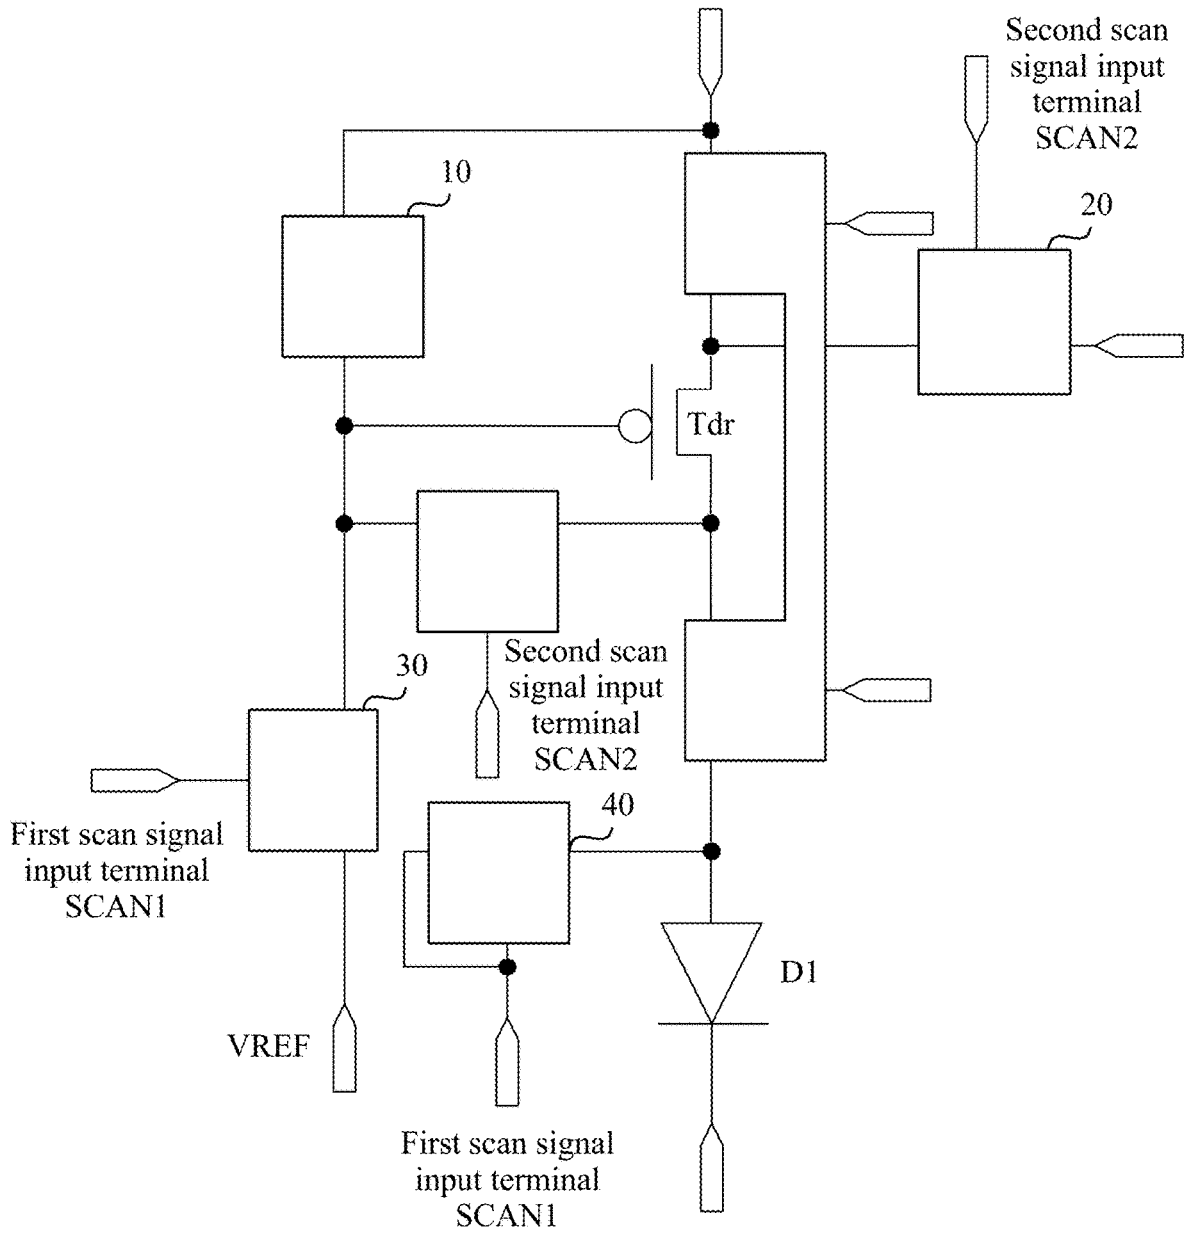 Second scan
signal input
terminal
SCAN2
10
20
Tdr
Second scan
signal input
terminal
SCAN2
30
First scan signal
input terminal
SCAN1
40
D1
VREF
First scan signal
input terminal
SCAN1